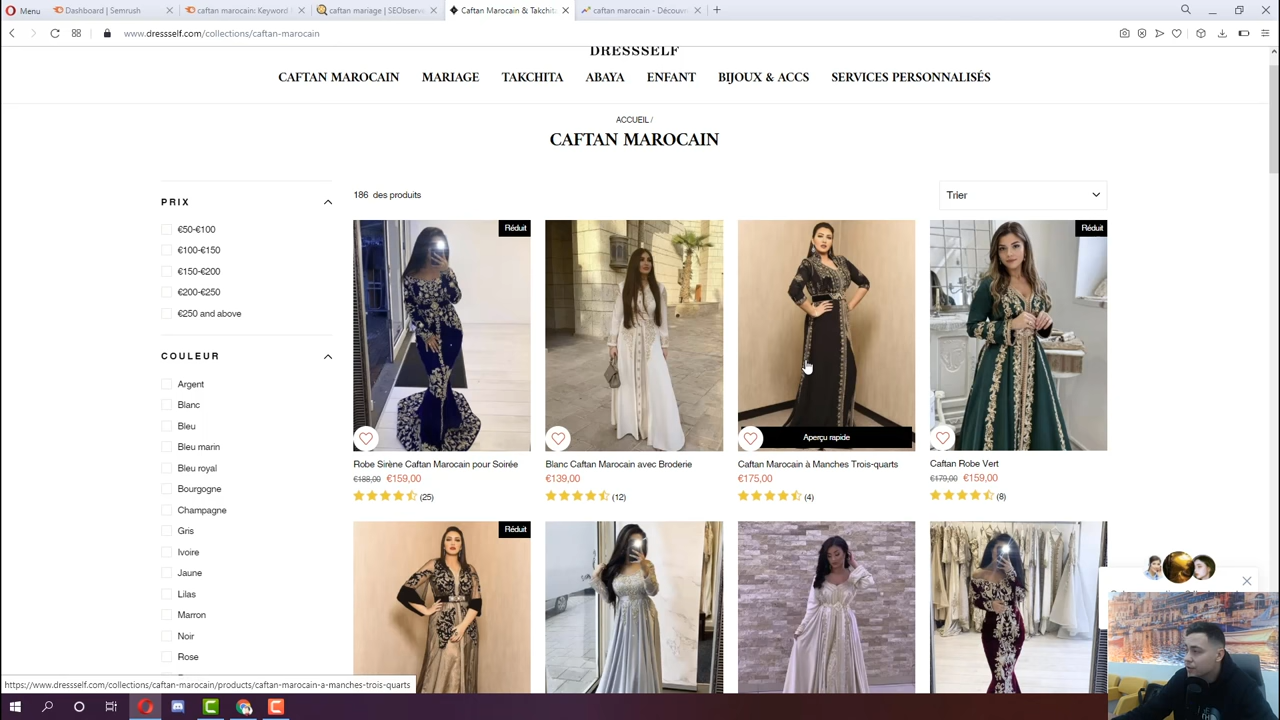 Menu
Dashboard | Semrush
caftan marocain: Keyword
caftan mariage | SEObserve
Caftan Marocain & Takchit
caftan marocain - Découv
www.dressself.com/collections/caftan-marocain
DRESSSELF
CAFTAN MAROCAIN MARIAGE TAKCHITA ABAYA ENFANT BIJOUX & ACCS SERVICES PERSONNALISÉS
ACCUEIL /
CAFTAN MAROCAIN
186 des produits
Trier
PRIX
€50-€100
€100-€150
€150-€200
€200-€250
€250 and above
COULEUR
Argent
Blanc
Bleu
Bleu marin
Bleu royal
Bourgogne
Champagne
Gris
Ivoire
Jaune
Lilas
Marron
Noir
Rose
Réduit
Robe Sirène Caftan Marocain pour Soirée
€188,00 €159,00
(25)
Blanc Caftan Marocain avec Broderie
€139,00
(12)
Aperçu rapide
Caftan Marocain à Manches Trois-quarts
€175,00
(4)
Réduit
Caftan Robe Vert
€179,00 €159,00
(8)
Réduit
https://www.dressself.com/collections/caftan-marocain/products/caftan-marocain-a-manches-trois-quarts